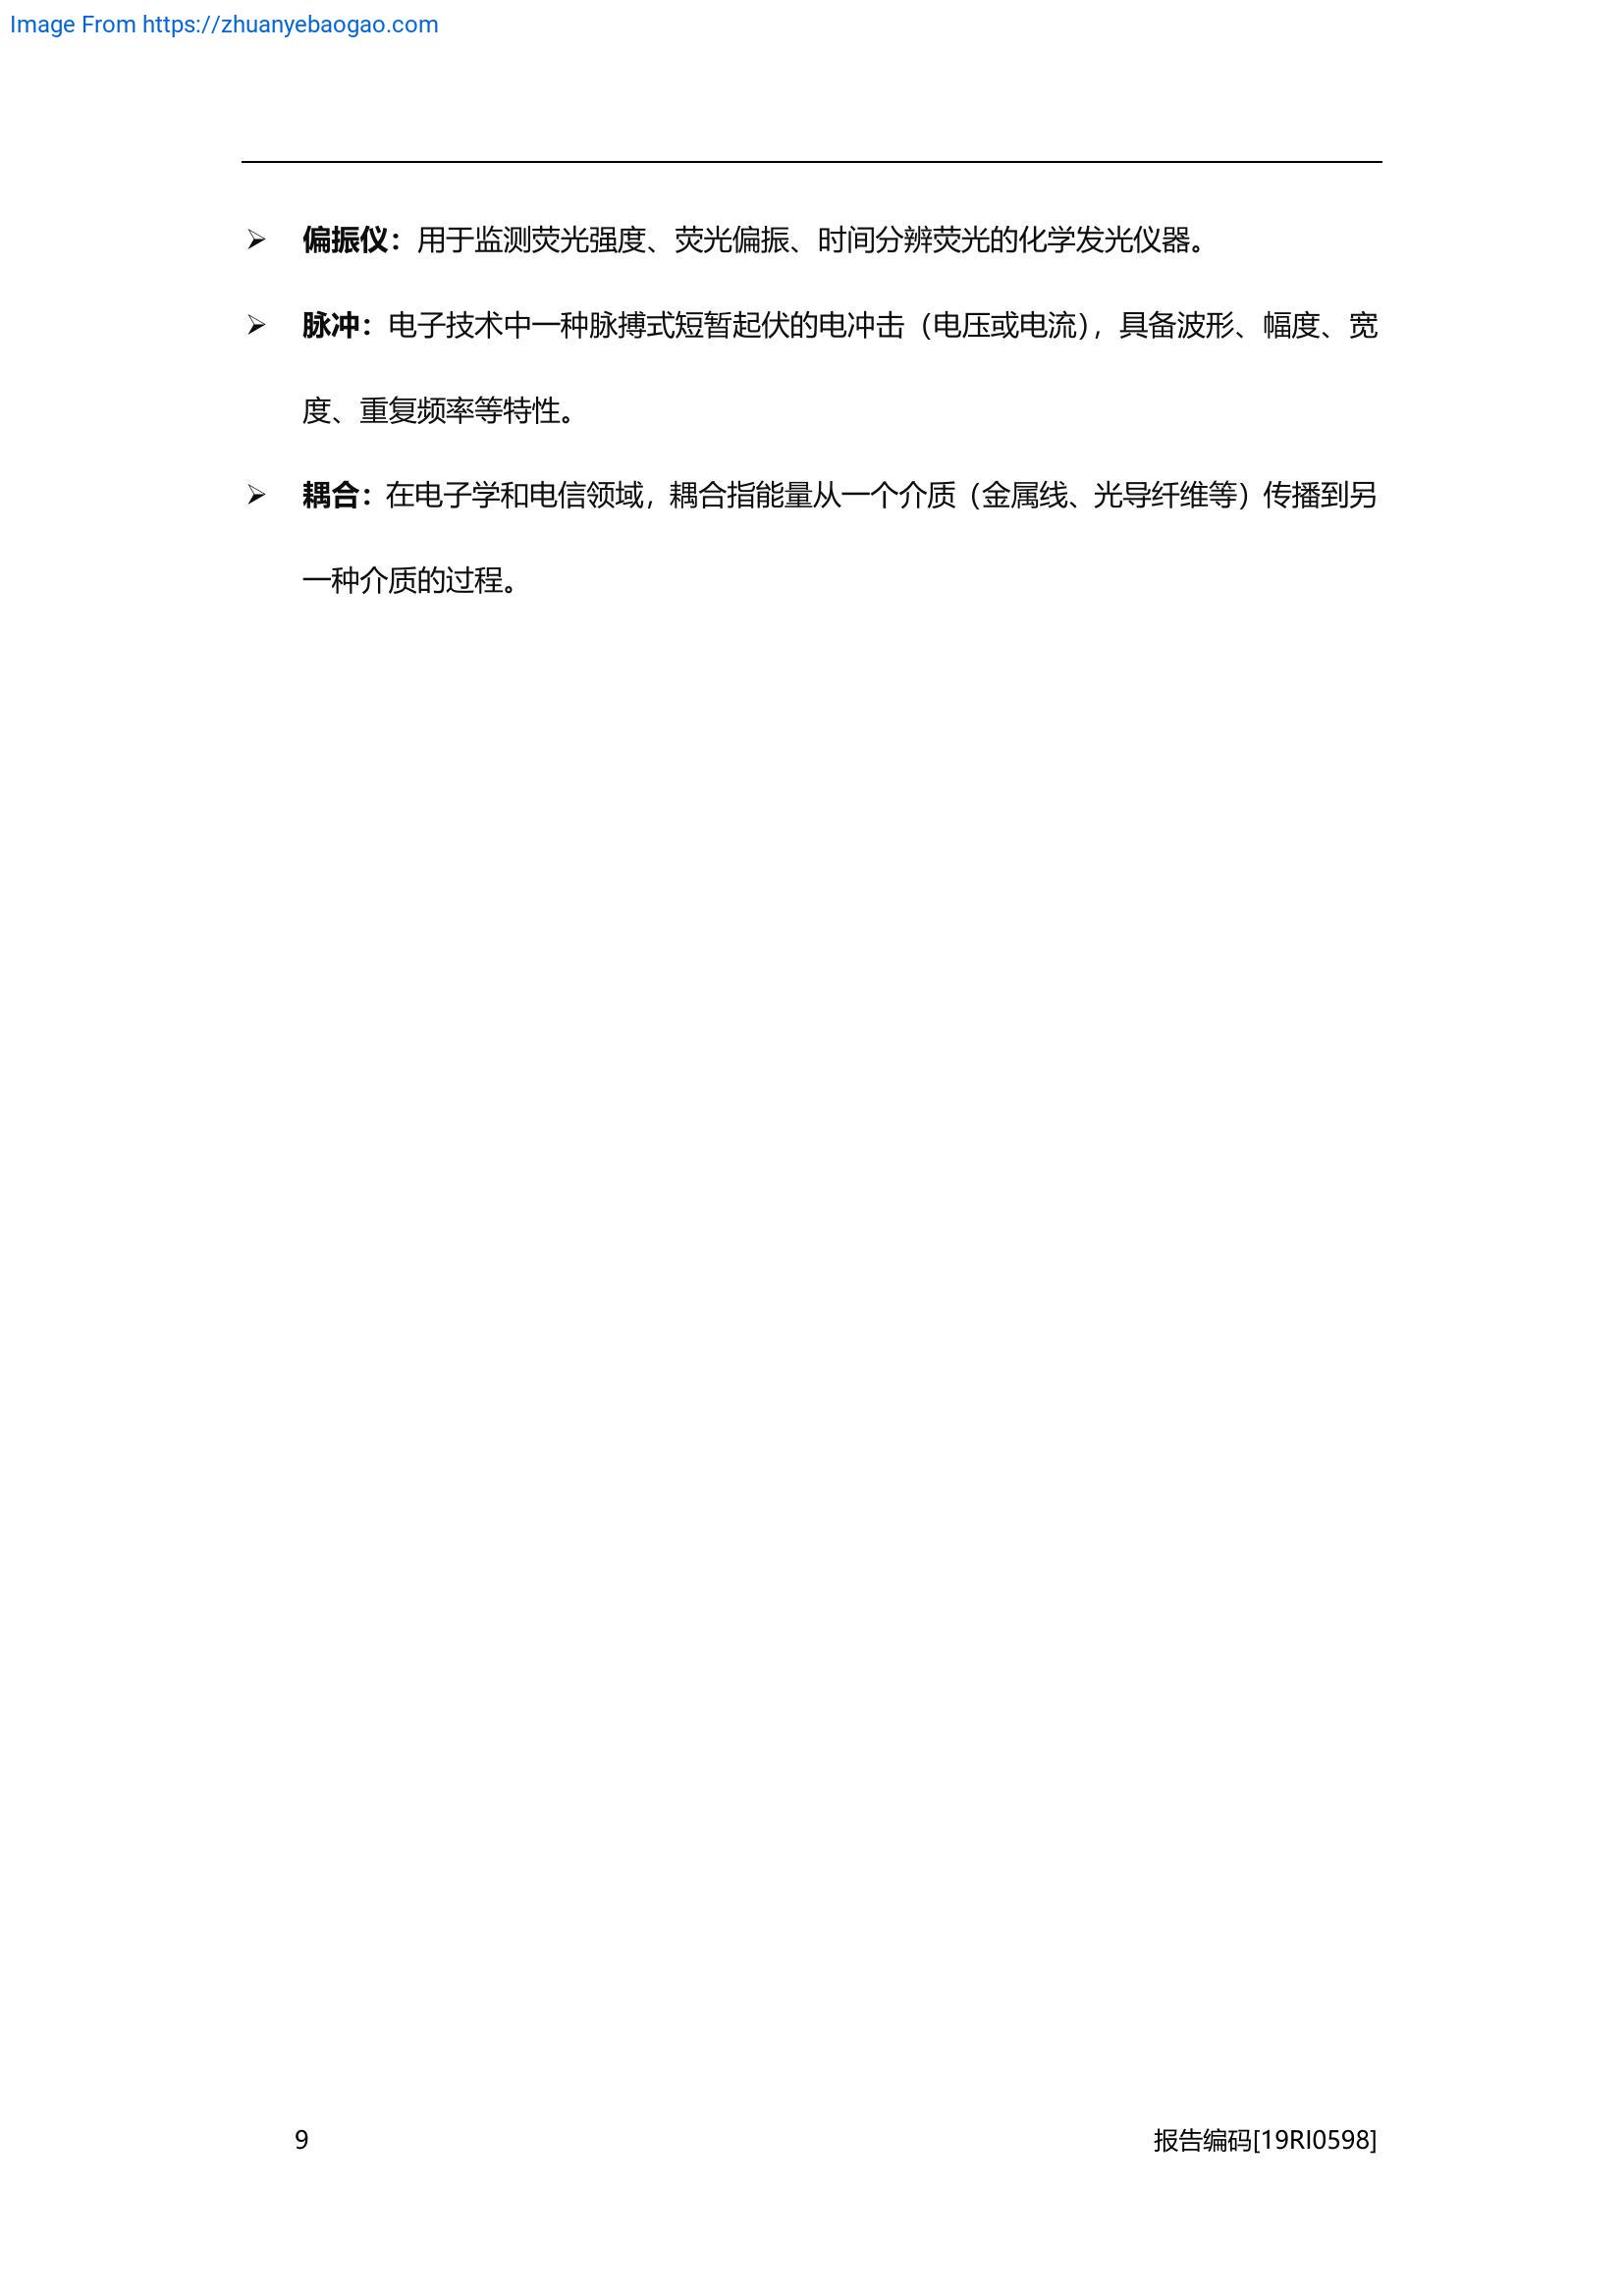 Image From https://zhuanyebaogao.com
➢ 偏振仪：用于监测荧光强度、荧光偏振、时间分辨荧光的化学发光仪器。
➢ 脉冲：电子技术中一种脉搏式短暂起伏的电冲击（电压或电流），具备波形、幅度、宽
度、重复频率等特性。
➢ 耦合：在电子学和电信领域，耦合指能量从一个介质（金属线、光导纤维等）传播到另
一种介质的过程。
9 报告编码[19RI0598]